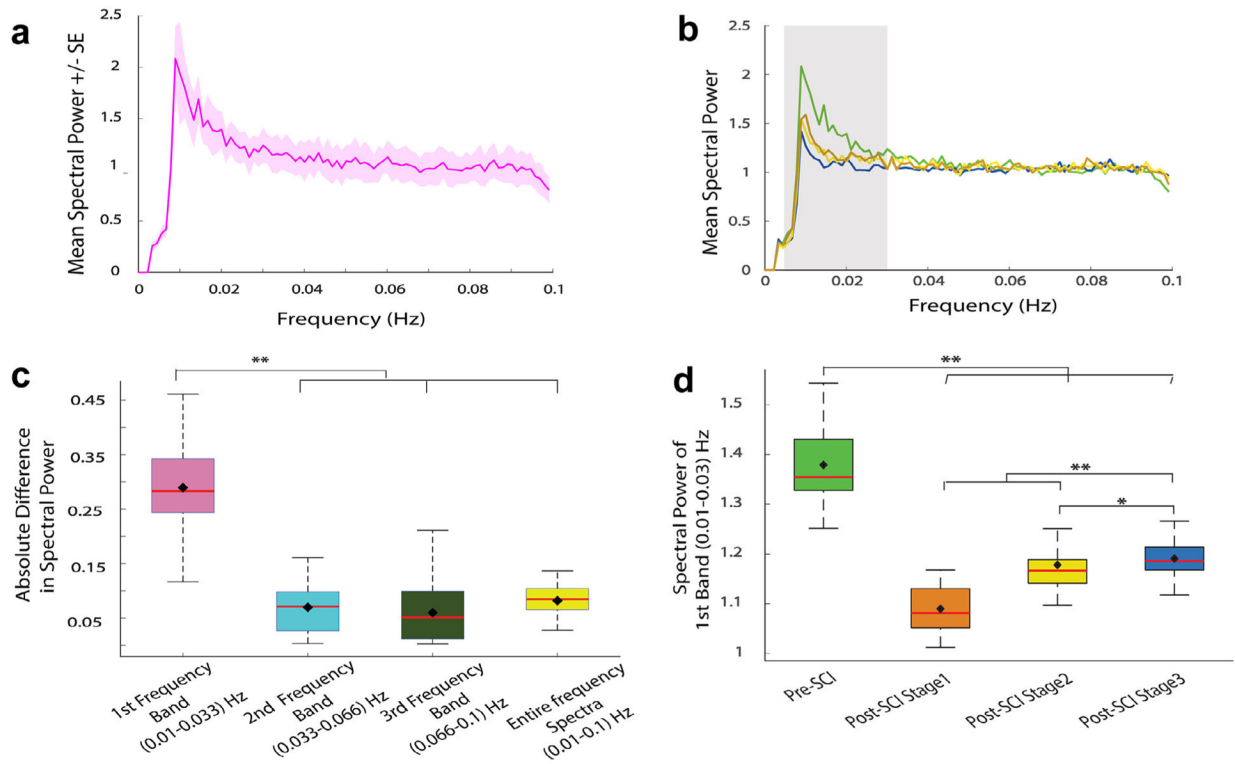 a
Mean Spectral Power +/- SE
2.5
2
1.5
1
0.5
0
0
0.02
0.04
0.06
0.08
0.1
Frequency (Hz)
b
Mean Spectral Power
2.5
2
1.5
1
0.5
0
0
0.02
0.04
0.06
0.08
0.1
Frequency (Hz)
c
Absolute Difference
in Spectral Power
0.45
0.35
0.25
0.15
0.05
**
1st Frequency
Band
(0.01-0.033) Hz
2nd Frequency
Band
(0.033-0.066) Hz
3rd Frequency
Band
(0.066-0.1) Hz
Entire frequency
Spectra
(0.01-0.1) Hz
d
Spectral Power of
1st Band (0.01-0.03) Hz
1.5
1.4
1.3
1.2
1.1
1
**
**
*
Pre-SCI
Post-SCI Stage1
Post-SCI Stage2
Post-SCI Stage3